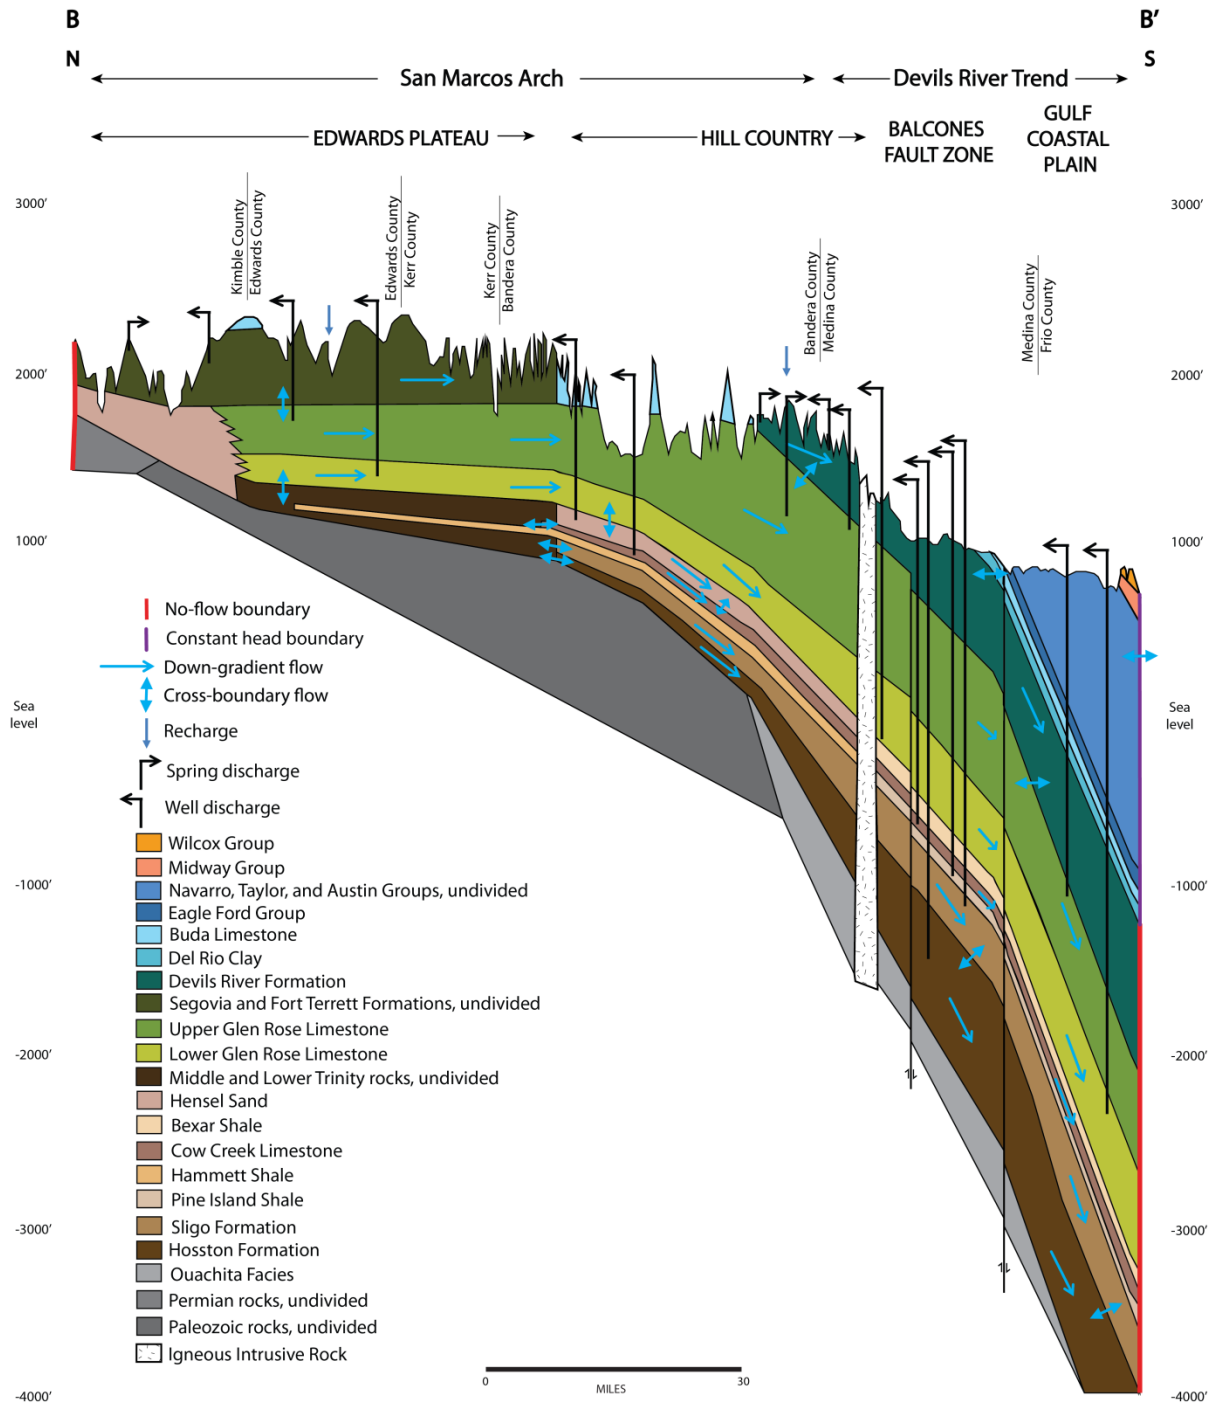 B
B′
N
S
San Marcos Arch
Devils River Trend
EDWARDS PLATEAU
HILL COUNTRY
BALCONES
FAULT ZONE
GULF
COASTAL
PLAIN
3000′
3000′
Kimble County
Edwards County
Edwards County
Kerr County
Kerr County
Bandera County
Bandera County
Medina County
Medina County
Frio County
2000′
2000′
1000′
1000′
No-flow boundary
Constant head boundary
Down-gradient flow
Cross-boundary flow
Sea
level
Sea
level
Recharge
Spring discharge
Well discharge
Wilcox Group
Midway Group
-1000′
-1000′
Navarro, Taylor, and Austin Groups, undivided
Eagle Ford Group
Buda Limestone
Del Rio Clay
Devils River Formation
Segovia and Fort Terrett Formations, undivided
Upper Glen Rose Limestone
-2000′
-2000′
Lower Glen Rose Limestone
Middle and Lower Trinity rocks, undivided
Hensel Sand
Bexar Shale
Cow Creek Limestone
Hammett Shale
Pine Island Shale
-3000′
-3000′
Sligo Formation
Hosston Formation
Ouachita Facies
Permian rocks, undivided
Paleozoic rocks, undivided
Igneous Intrusive Rock
0
MILES
30
-4000′
-4000′